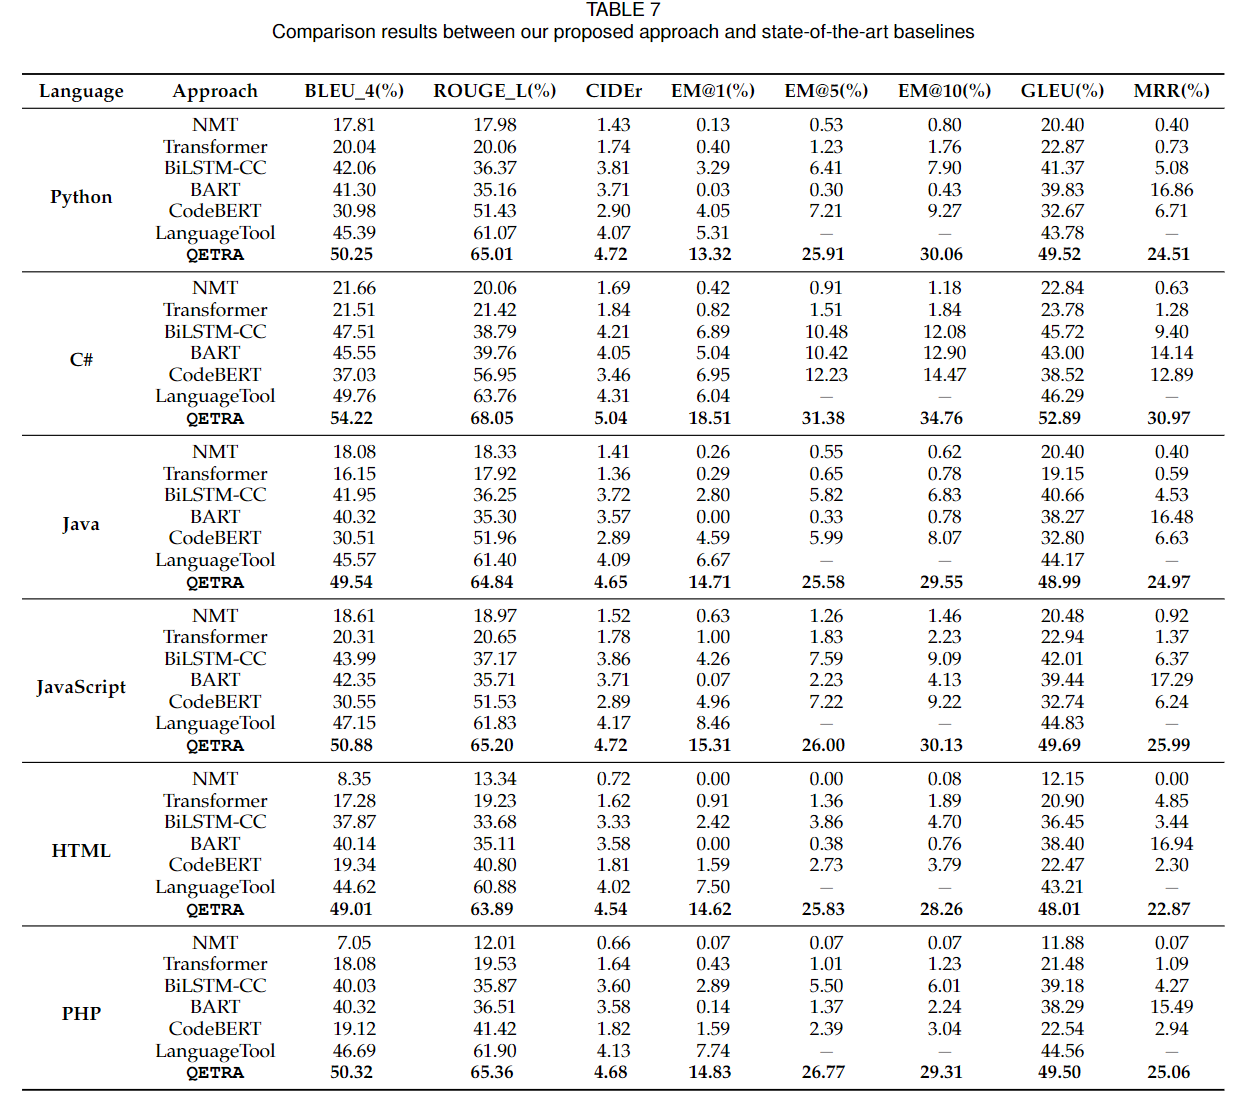 TABLE 7
Comparison results between our proposed approach and state-of-the-art baselines
Language Approach BLEU_4(%) ROUGE_L(%) CIDEr EM@1(%) EM@5(%) EM@10(%) GLEU(%) MRR(%)
NMT 17.81 17.98 1.43 0.13 0.53 0.80 20.40 0.40
Transformer 20.04 20.06 1.74 0.40 1.23 1.76 22.87 0.73
BiLSTM-CC 42.06 36.37 3.81 3.29 6.41 7.90 41.37 5.08
Python BART 41.30 35.16 3.71 0.03 0.30 0.43 39.83 16.86
CodeBERT 30.98 51.43 2.90 4.05 7.21 9.27 32.67 6.71
LanguageTool 45.39 61.07 4.07 5.31 — — 43.78 —
QETRA 50.25 65.01 4.72 13.32 25.91 30.06 49.52 24.51
NMT 21.66 20.06 1.69 0.42 0.91 1.18 22.84 0.63
Transformer 21.51 21.42 1.84 0.82 1.51 1.84 23.78 1.28
BiLSTM-CC 47.51 38.79 4.21 6.89 10.48 12.08 45.72 9.40
C# BART 45.55 39.76 4.05 5.04 10.42 12.90 43.00 14.14
CodeBERT 37.03 56.95 3.46 6.95 12.23 14.47 38.52 12.89
LanguageTool 49.76 63.76 4.31 6.04 — — 46.29 —
QETRA 54.22 68.05 5.04 18.51 31.38 34.76 52.89 30.97
NMT 18.08 18.33 1.41 0.26 0.55 0.62 20.40 0.40
Transformer 16.15 17.92 1.36 0.29 0.65 0.78 19.15 0.59
BiLSTM-CC 41.95 36.25 3.72 2.80 5.82 6.83 40.66 4.53
Java BART 40.32 35.30 3.57 0.00 0.33 0.78 38.27 16.48
CodeBERT 30.51 51.96 2.89 4.59 5.99 8.07 32.80 6.63
LanguageTool 45.57 61.40 4.09 6.67 — — 44.17 —
QETRA 49.54 64.84 4.65 14.71 25.58 29.55 48.99 24.97
NMT 18.61 18.97 1.52 0.63 1.26 1.46 20.48 0.92
Transformer 20.31 20.65 1.78 1.00 1.83 2.23 22.94 1.37
BiLSTM-CC 43.99 37.17 3.86 4.26 7.59 9.09 42.01 6.37
JavaScript BART 42.35 35.71 3.71 0.07 2.23 4.13 39.44 17.29
CodeBERT 30.55 51.53 2.89 4.96 7.22 9.22 32.74 6.24
LanguageTool 47.15 61.83 4.17 8.46 — — 44.83 —
QETRA 50.88 65.20 4.72 15.31 26.00 30.13 49.69 25.99
NMT 8.35 13.34 0.72 0.00 0.00 0.08 12.15 0.00
Transformer 17.28 19.23 1.62 0.91 1.36 1.89 20.90 4.85
BiLSTM-CC 37.87 33.68 3.33 2.42 3.86 4.70 36.45 3.44
HTML BART 40.14 35.11 3.58 0.00 0.38 0.76 38.40 16.94
CodeBERT 19.34 40.80 1.81 1.59 2.73 3.79 22.47 2.30
LanguageTool 44.62 60.88 4.02 7.50 — — 43.21 —
QETRA 49.01 63.89 4.54 14.62 25.83 28.26 48.01 22.87
NMT 7.05 12.01 0.66 0.07 0.07 0.07 11.88 0.07
Transformer 18.08 19.53 1.64 0.43 1.01 1.23 21.48 1.09
BiLSTM-CC 40.03 35.87 3.60 2.89 5.50 6.01 39.18 4.27
PHP BART 40.32 36.51 3.58 0.14 1.37 2.24 38.29 15.49
CodeBERT 19.12 41.42 1.82 1.59 2.39 3.04 22.54 2.94
LanguageTool 46.69 61.90 4.13 7.74 — — 44.56 —
QETRA 50.32 65.36 4.68 14.83 26.77 29.31 49.50 25.06